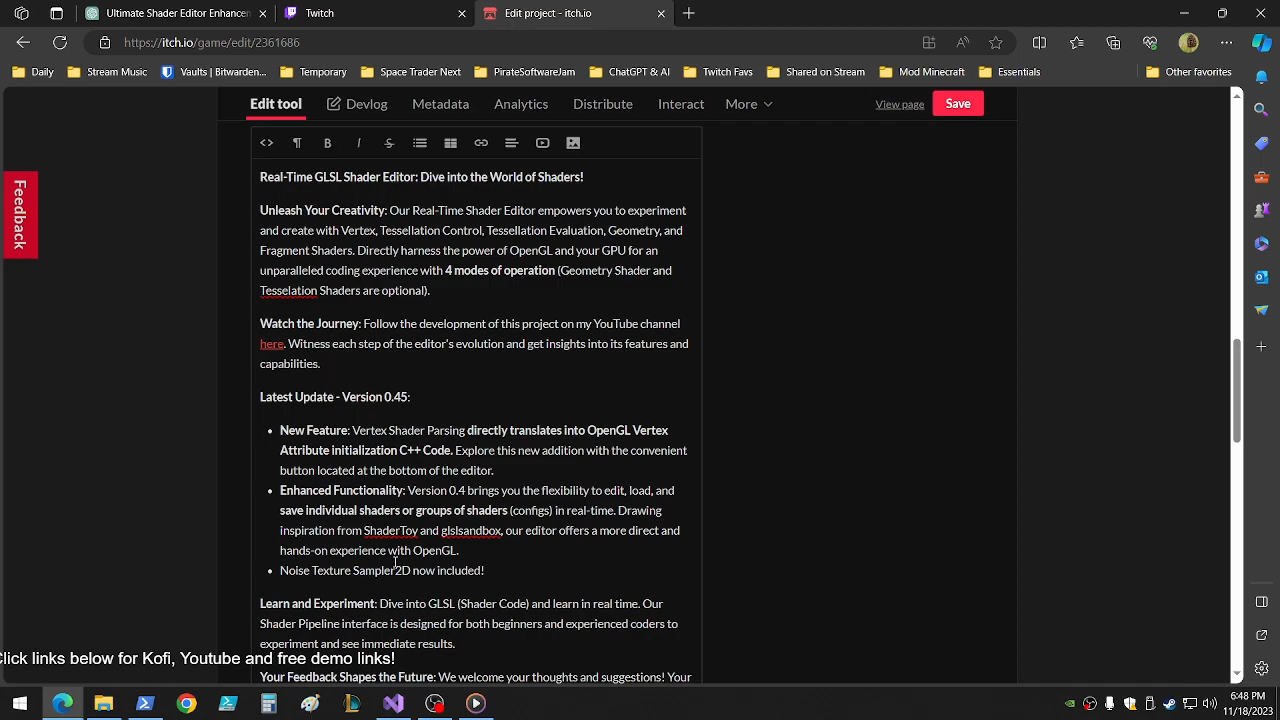 Ultimate Shader Editor Enhancen
Twitch
Edit project - itch.io
https://itch.io/game/edit/2361686
Daily
Stream Music
Vaults | Bitwarden...
Temporary
Space Trader Next
PirateSoftwareJam
ChatGPT & AI
Twitch Favs
Shared on Stream
Mod Minecraft
Essentials
Other favorites
Edit tool
Devlog
Metadata
Analytics
Distribute
Interact
More
View page
Save
Feedback
Real-Time GLSL Shader Editor: Dive into the World of Shaders!
Unleash Your Creativity: Our Real-Time Shader Editor empowers you to experiment
and create with Vertex, Tessellation Control, Tessellation Evaluation, Geometry, and
Fragment Shaders. Directly harness the power of OpenGL and your GPU for an
unparalleled coding experience with 4 modes of operation (Geometry Shader and
Tesselation Shaders are optional).
Watch the Journey: Follow the development of this project on my YouTube channel
here. Witness each step of the editor's evolution and get insights into its features and
capabilities.
Latest Update - Version 0.45:
New Feature: Vertex Shader Parsing directly translates into OpenGL Vertex
Attribute initialization C++ Code. Explore this new addition with the convenient
button located at the bottom of the editor.
Enhanced Functionality: Version 0.4 brings you the flexibility to edit, load, and
save individual shaders or groups of shaders (configs) in real-time. Drawing
inspiration from ShaderToy and glslsandbox, our editor offers a more direct and
hands-on experience with OpenGL.
Noise Texture Sampler2D now included!
Learn and Experiment: Dive into GLSL (Shader Code) and learn in real time. Our
Shader Pipeline interface is designed for both beginners and experienced coders to
experiment and see immediate results.
Click links below for Kofi, Youtube and free demo links!
Your Feedback Shapes the Future: We welcome your thoughts and suggestions! Your
6:48 PM
11/18/2023